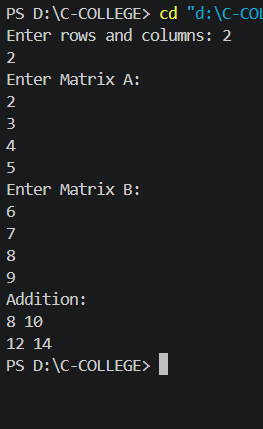 PS D:\C-COLLEGE> cd "d:\C-COL
Enter rows and columns: 2
2
Enter Matrix A:
2
3
4
5
Enter Matrix B:
6
7
8
9
Addition:
8 10
12 14
PS D:\C-COLLEGE>